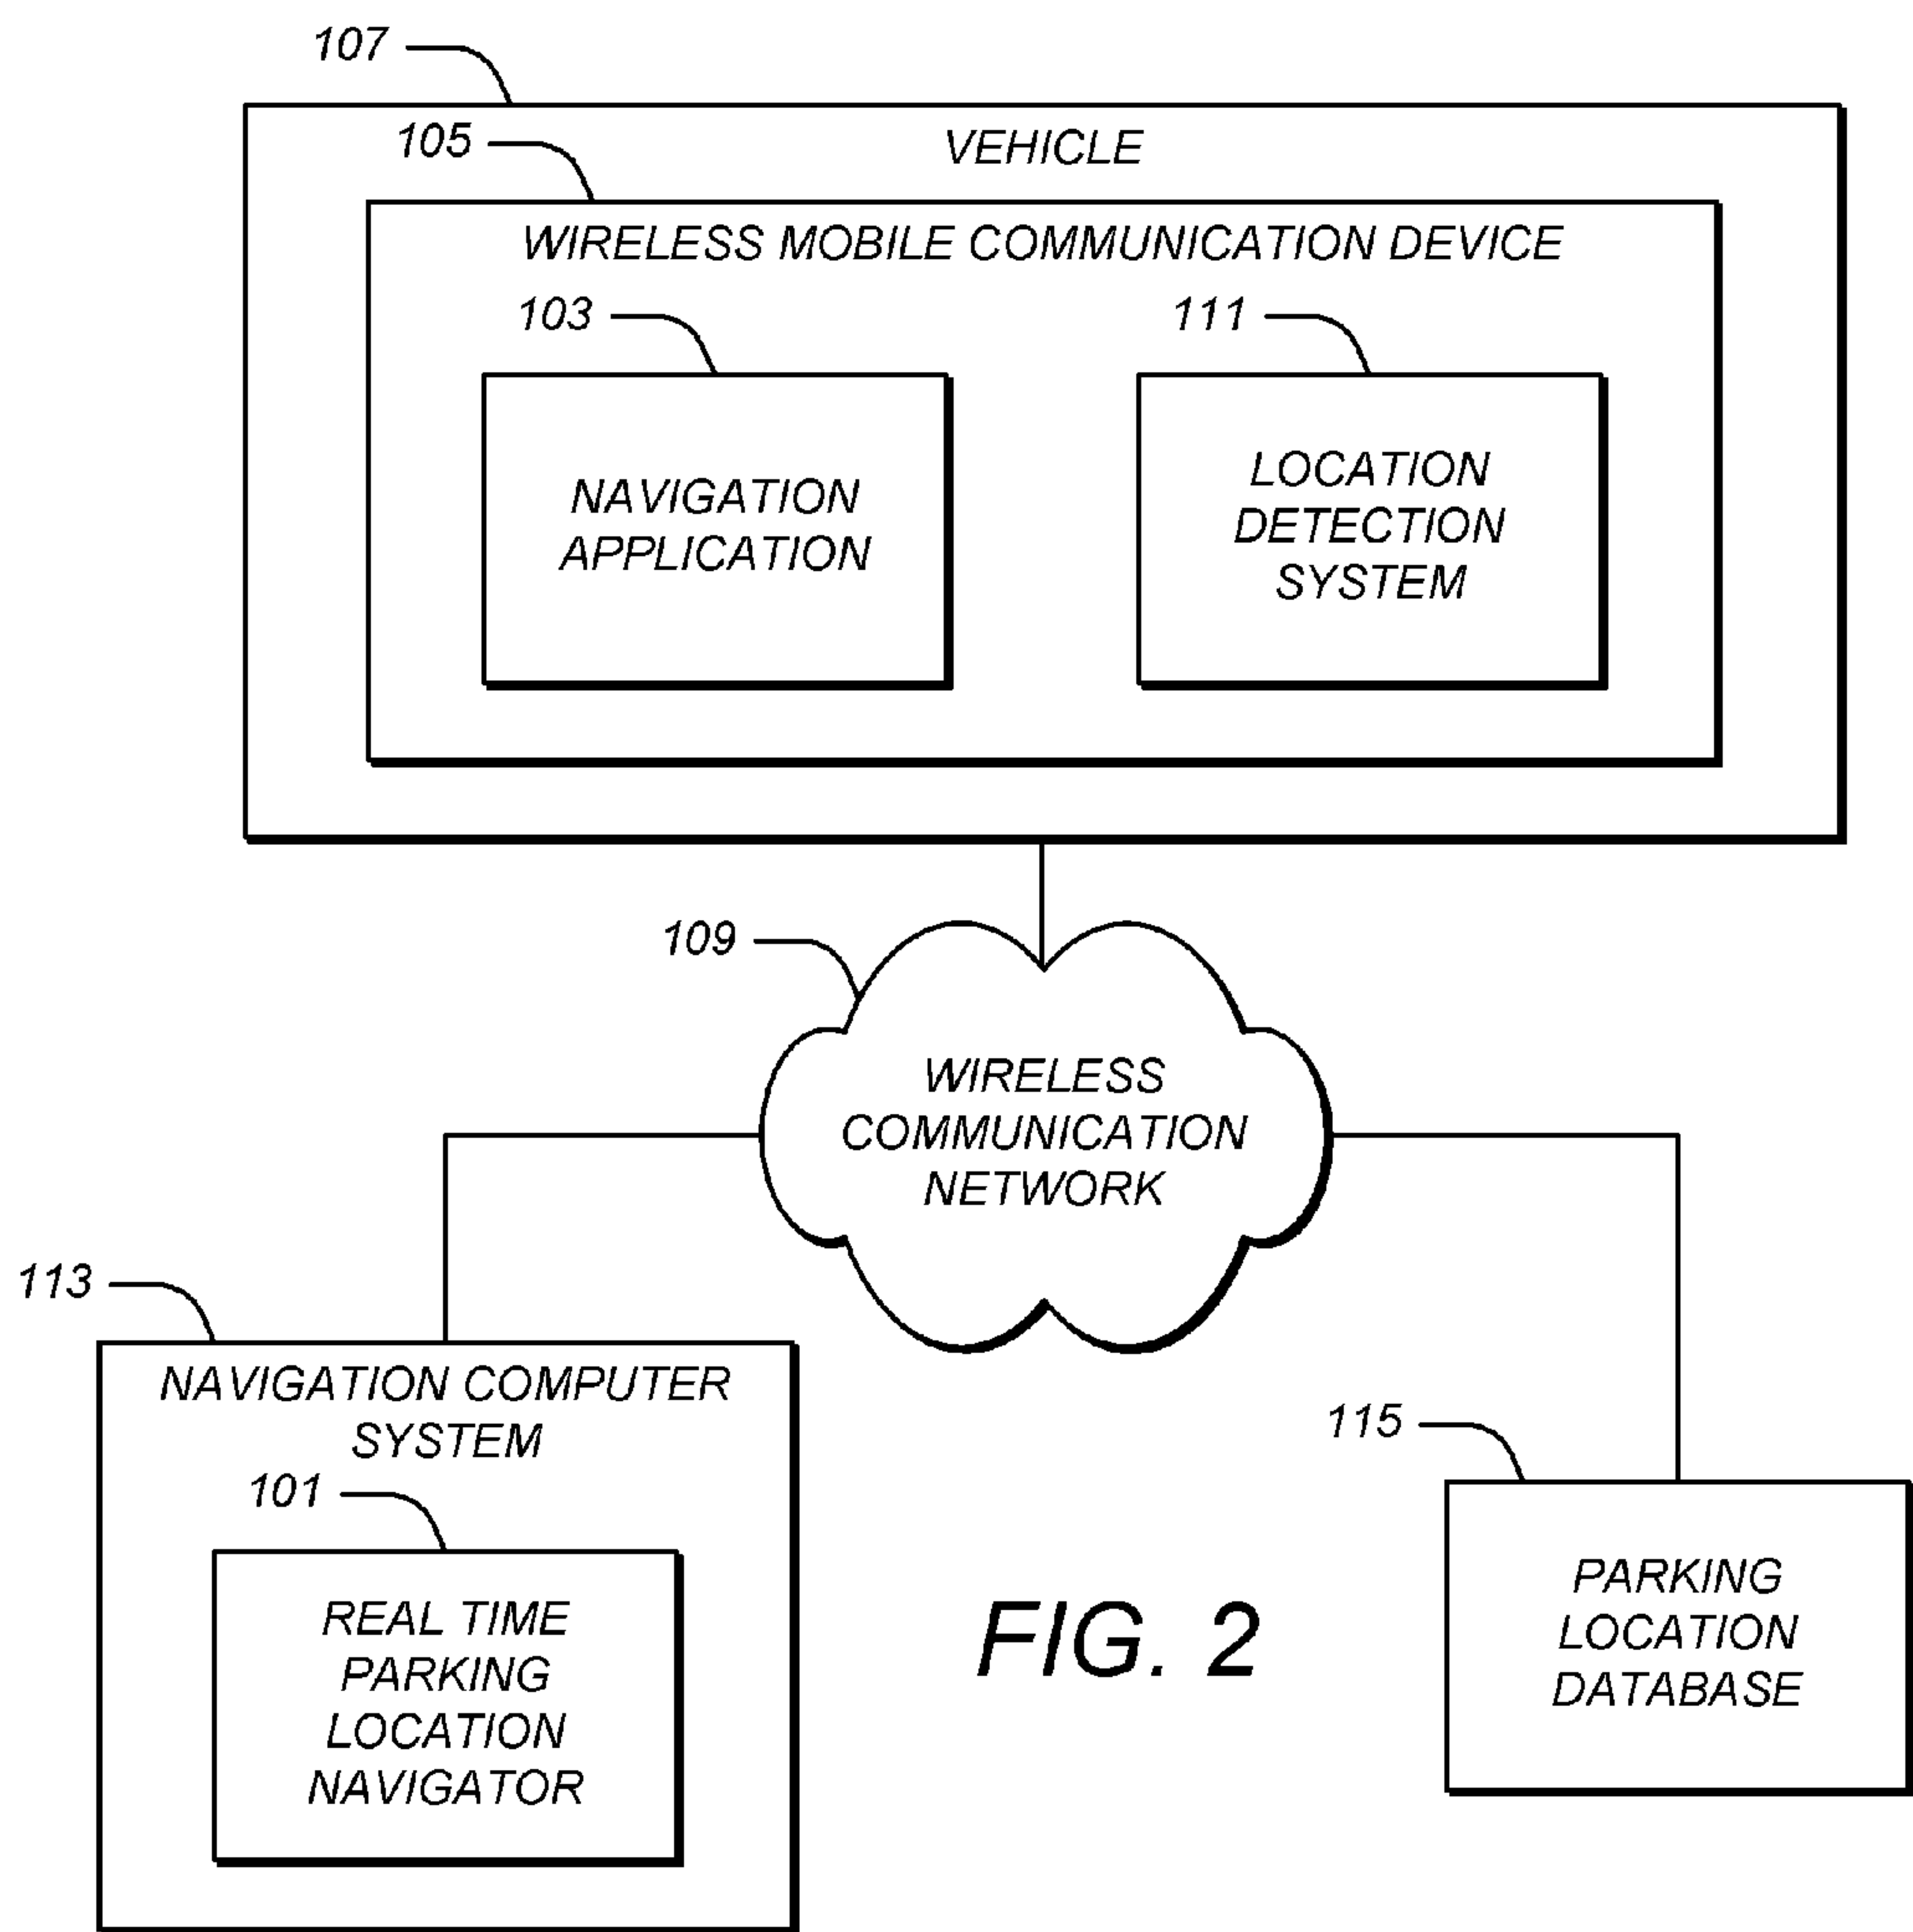 107
VEHICLE
105
WIRELESS MOBILE COMMUNICATION DEVICE
103
NAVIGATION
APPLICATION
111
LOCATION
DETECTION
SYSTEM
109
WIRELESS
COMMUNICATION
NETWORK
113
NAVIGATION COMPUTER
SYSTEM
101
REAL TIME
PARKING
LOCATION
NAVIGATOR
115
PARKING
LOCATION
DATABASE
FIG. 2